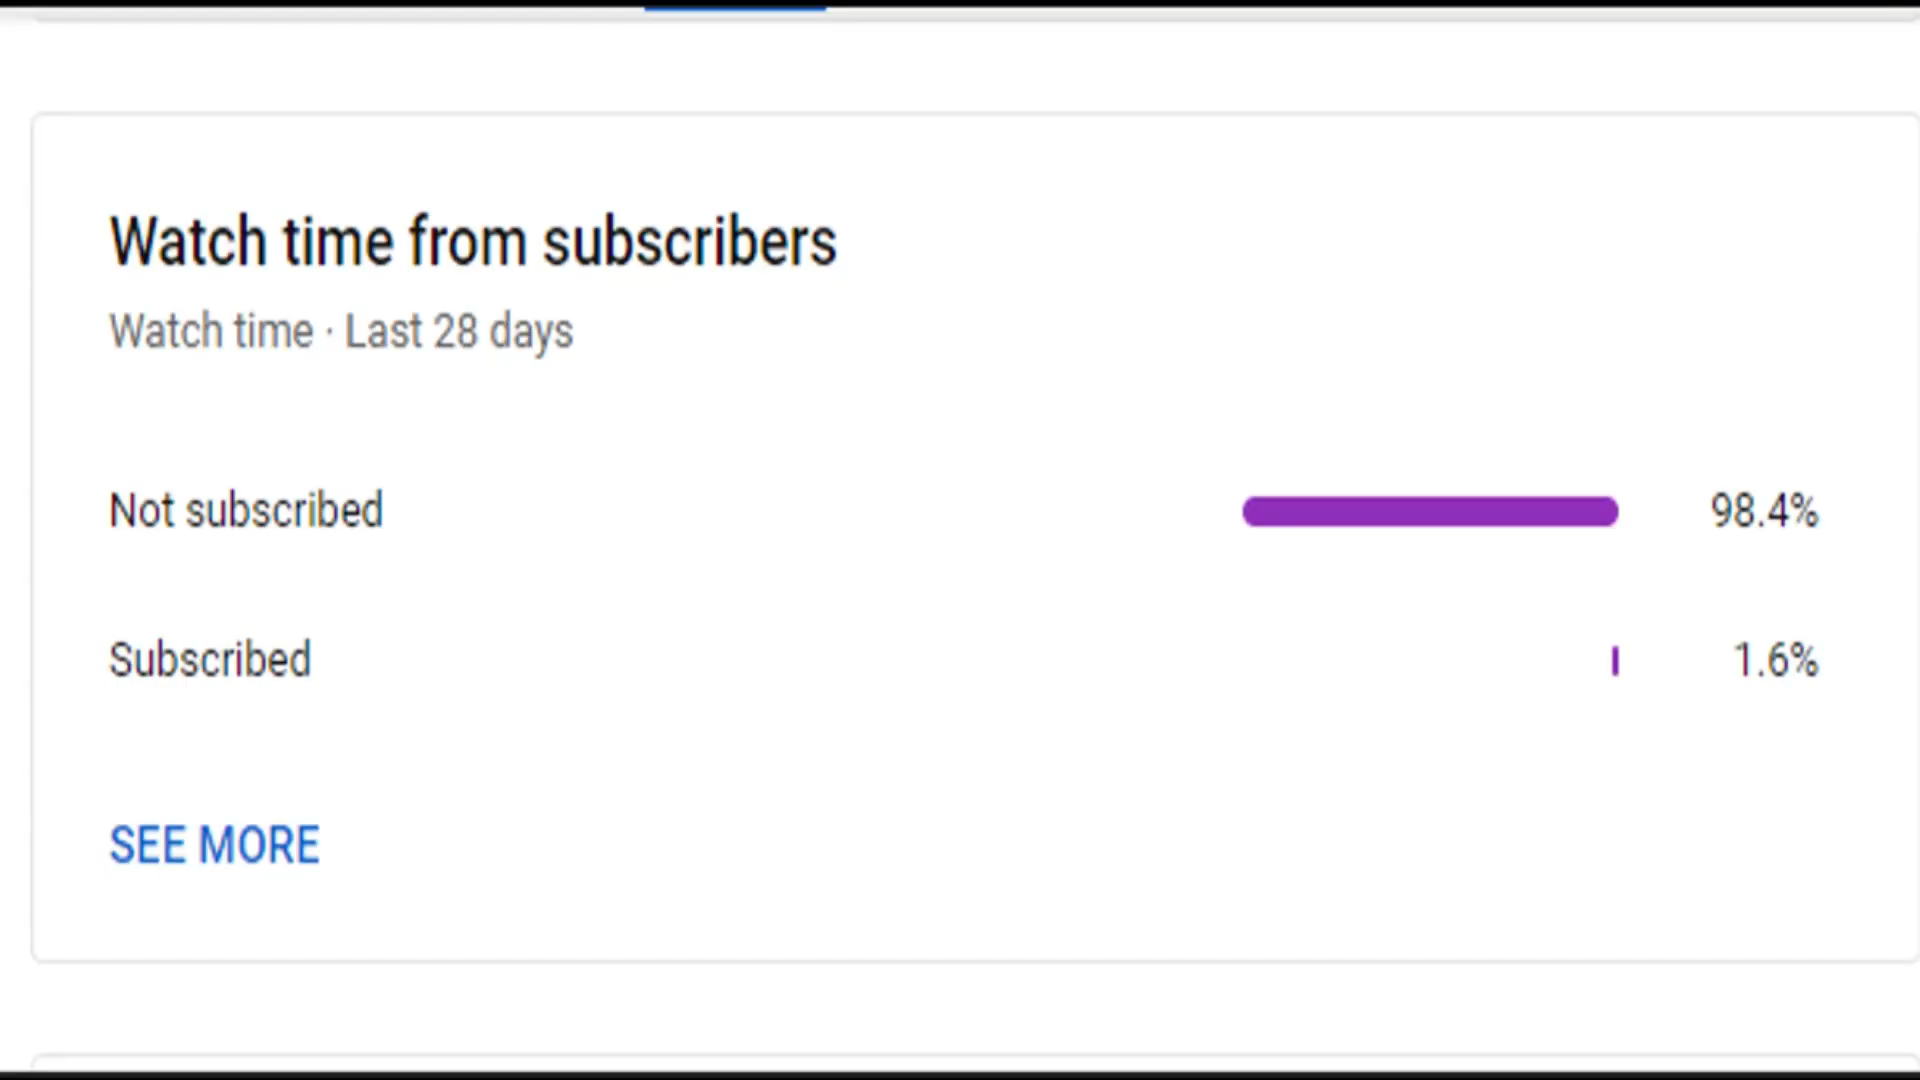 Watch time from subscribers
Watch time · Last 28 days
Not subscribed 98.4%
Subscribed 1.6%
SEE MORE